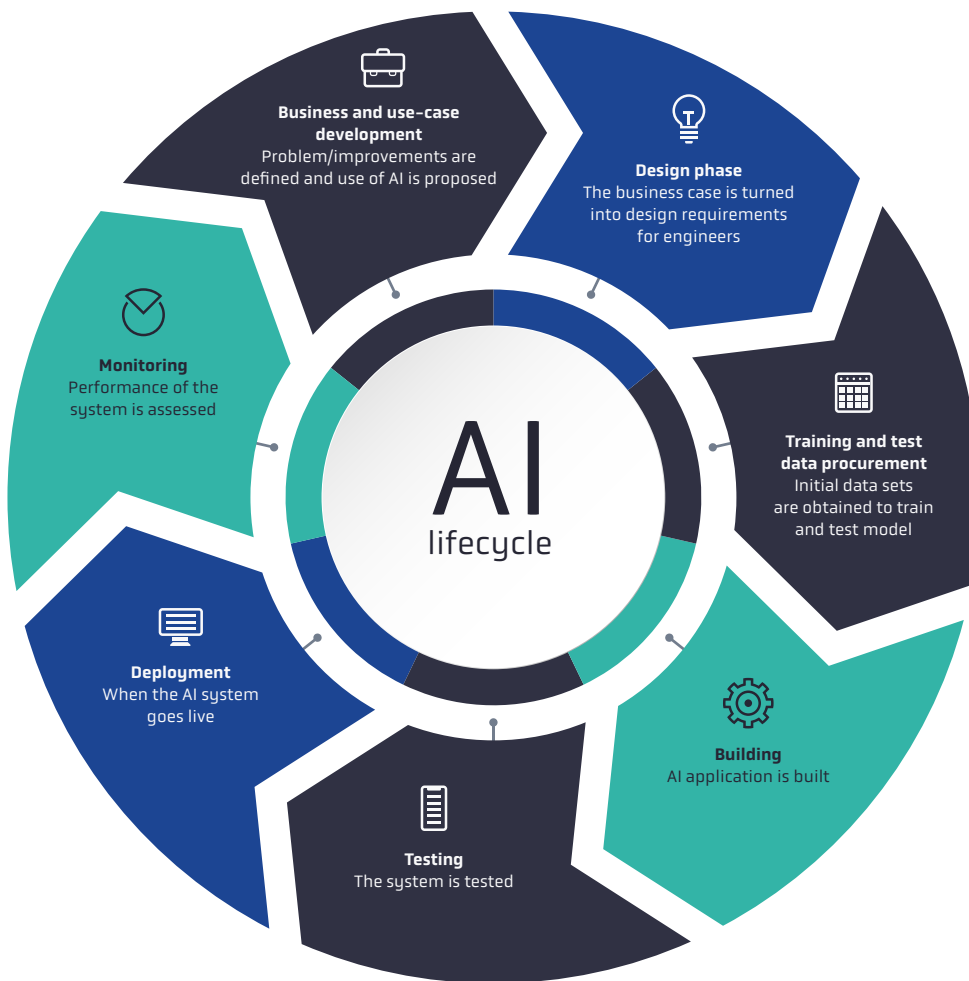 Business and use-case
development
Problem/improvements are
defined and use of AI is proposed
Design phase
The business case is turned
into design requirements
for engineers
Training and test
data procurement
Initial data sets
are obtained to train
and test model
Building
AI application is built
Testing
The system is tested
Deployment
When the AI system
goes live
Monitoring
Performance of the
system is assessed
AI
lifecycle